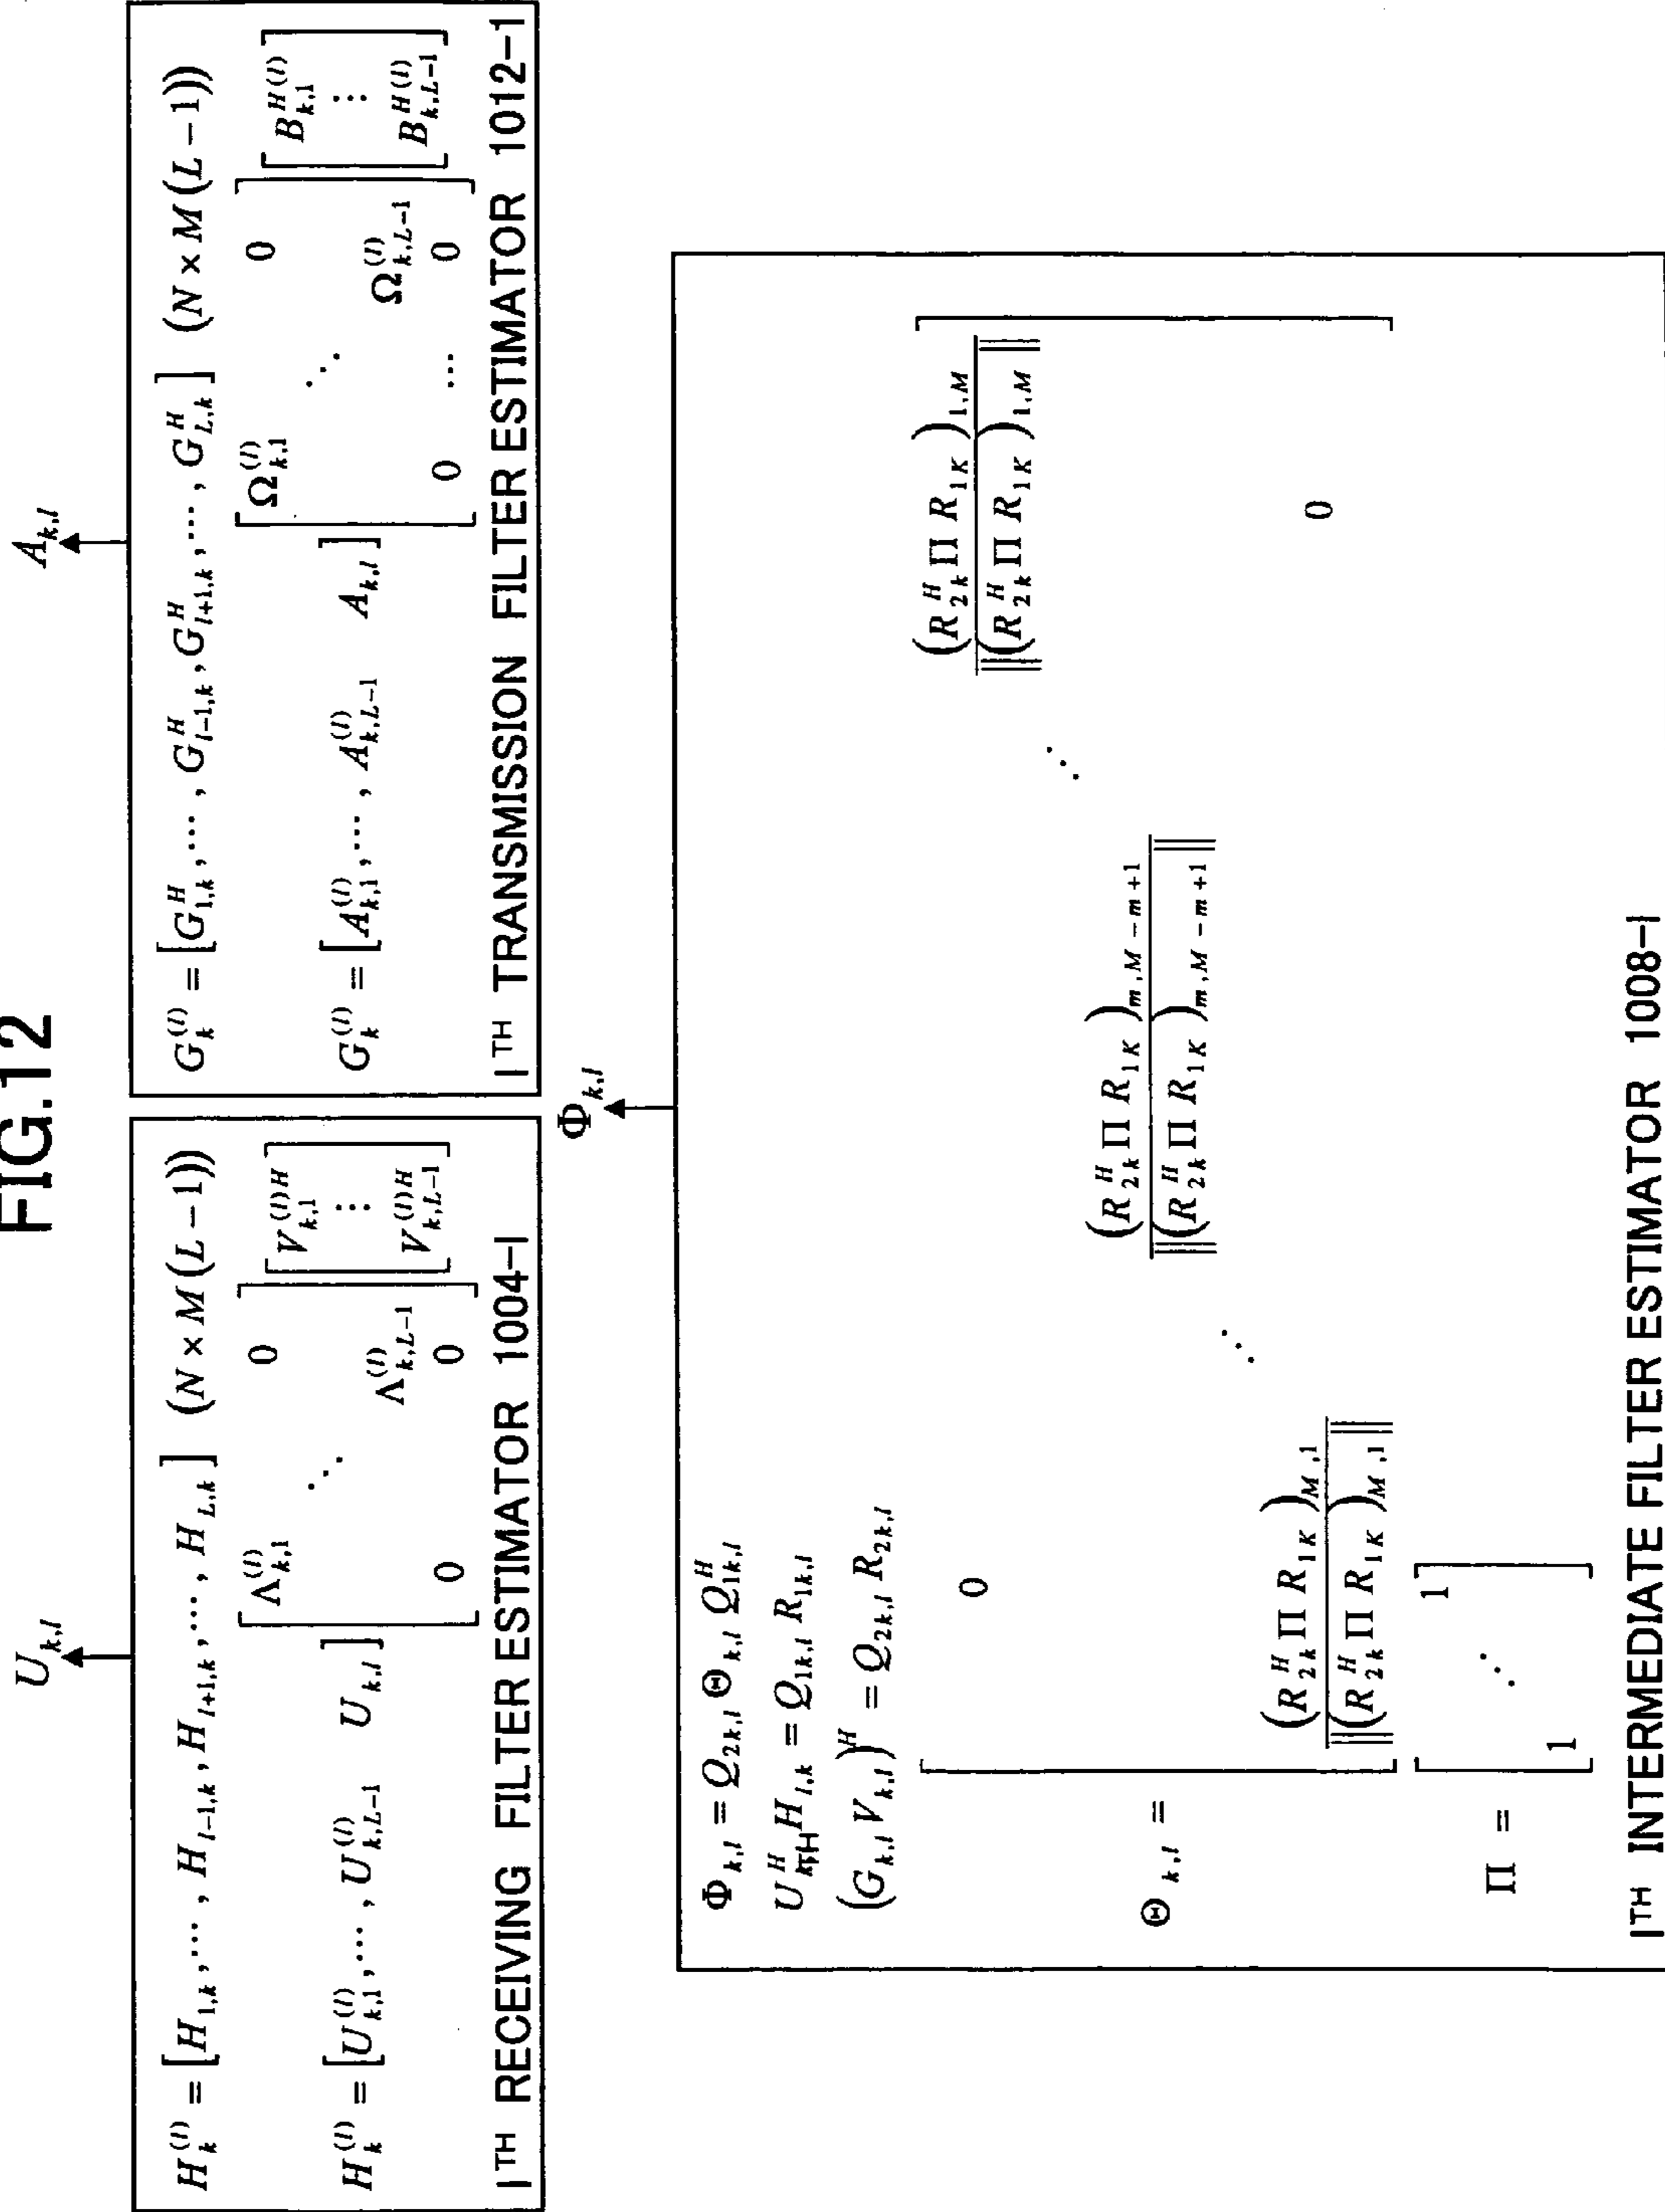 FIG.12
U_{k,l}
H_k^{(l)} = [H_{1,k}, ⋯, H_{l-1,k}, H_{l+1,k}, ⋯, H_{L,k}] (N × M(L−1))
H_k^{(l)} = [U_{k,1}^{(l)}, ⋯, U_{k,L-1}^{(l)} U_{k,l}] [Λ_{k,1}^{(l)} 0 ⋱ Λ_{k,L-1}^{(l)} 0 0] [V_{k,1}^{(l)H} ⋮ V_{k,L-1}^{(l)H}]
l TH RECEIVING FILTER ESTIMATOR 1004-l
A_{k,l}
G_k^{(l)} = [G_{1,k}^H, ⋯, G_{l-1,k}^H, G_{l+1,k}^H, ⋯, G_{L,k}^H] (N × M(L−1))
G_k^{(l)} = [A_{k,1}^{(l)}, ⋯, A_{k,L-1}^{(l)} A_{k,l}] [Ω_{k,1}^{(l)} 0 ⋱ Ω_{k,L-1}^{(l)} 0 ⋯ 0] [B_{k,1}^{H(l)} ⋮ B_{k,L-1}^{H(l)}]
l TH TRANSMISSION FILTER ESTIMATOR 1012-1
Φ_{k,l}
Φ_{k,l} = Q_{2k,l} Θ_{k,l} Q_{1k,l}^H
U_{k,TH}^H H_{l,k} = Q_{1k,l} R_{1k,l}
(G_{k,l} V_{k,l})^H = Q_{2k,l} R_{2k,l}
Θ_{k,l} = [0 (R_{2k}^H Π R_{1K})_{1,M} / ‖(R_{2k}^H Π R_{1K})_{1,M}‖
⋱
(R_{2k}^H Π R_{1K})_{m,M-m+1} / ‖(R_{2k}^H Π R_{1K})_{m,M-m+1}‖
⋱
(R_{2k}^H Π R_{1K})_{M,1} / ‖(R_{2k}^H Π R_{1K})_{M,1}‖ 0]
Π = [1 ⋱ 1]
l TH INTERMEDIATE FILTER ESTIMATOR 1008-l